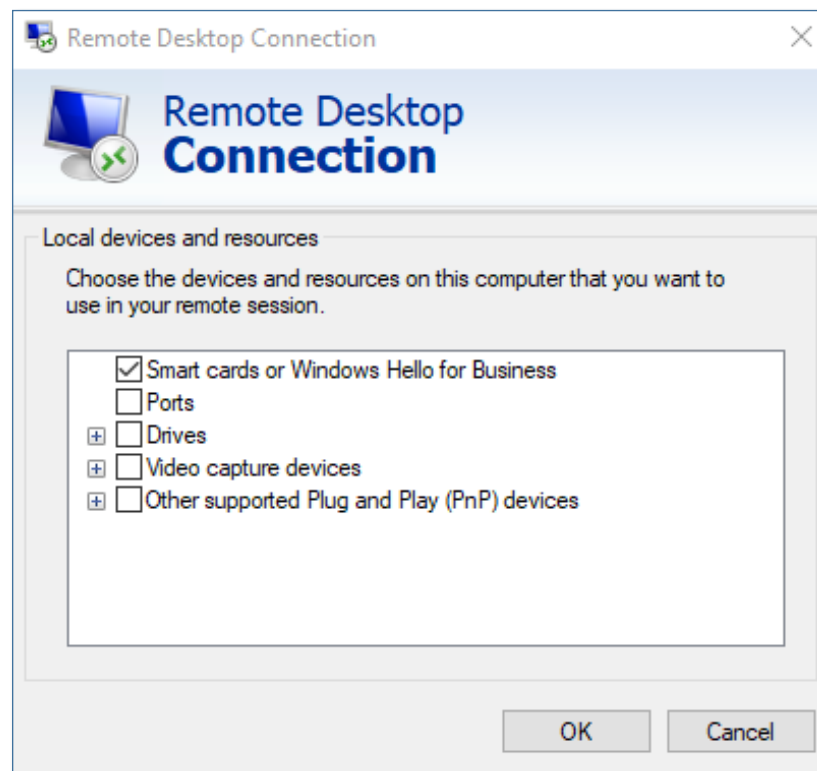 Remote Desktop Connection
Remote Desktop
Connection
Local devices and resources
Choose the devices and resources on this computer that you want to
use in your remote session.
Smart cards or Windows Hello for Business
Ports
Drives
Video capture devices
Other supported Plug and Play (PnP) devices
OK
Cancel